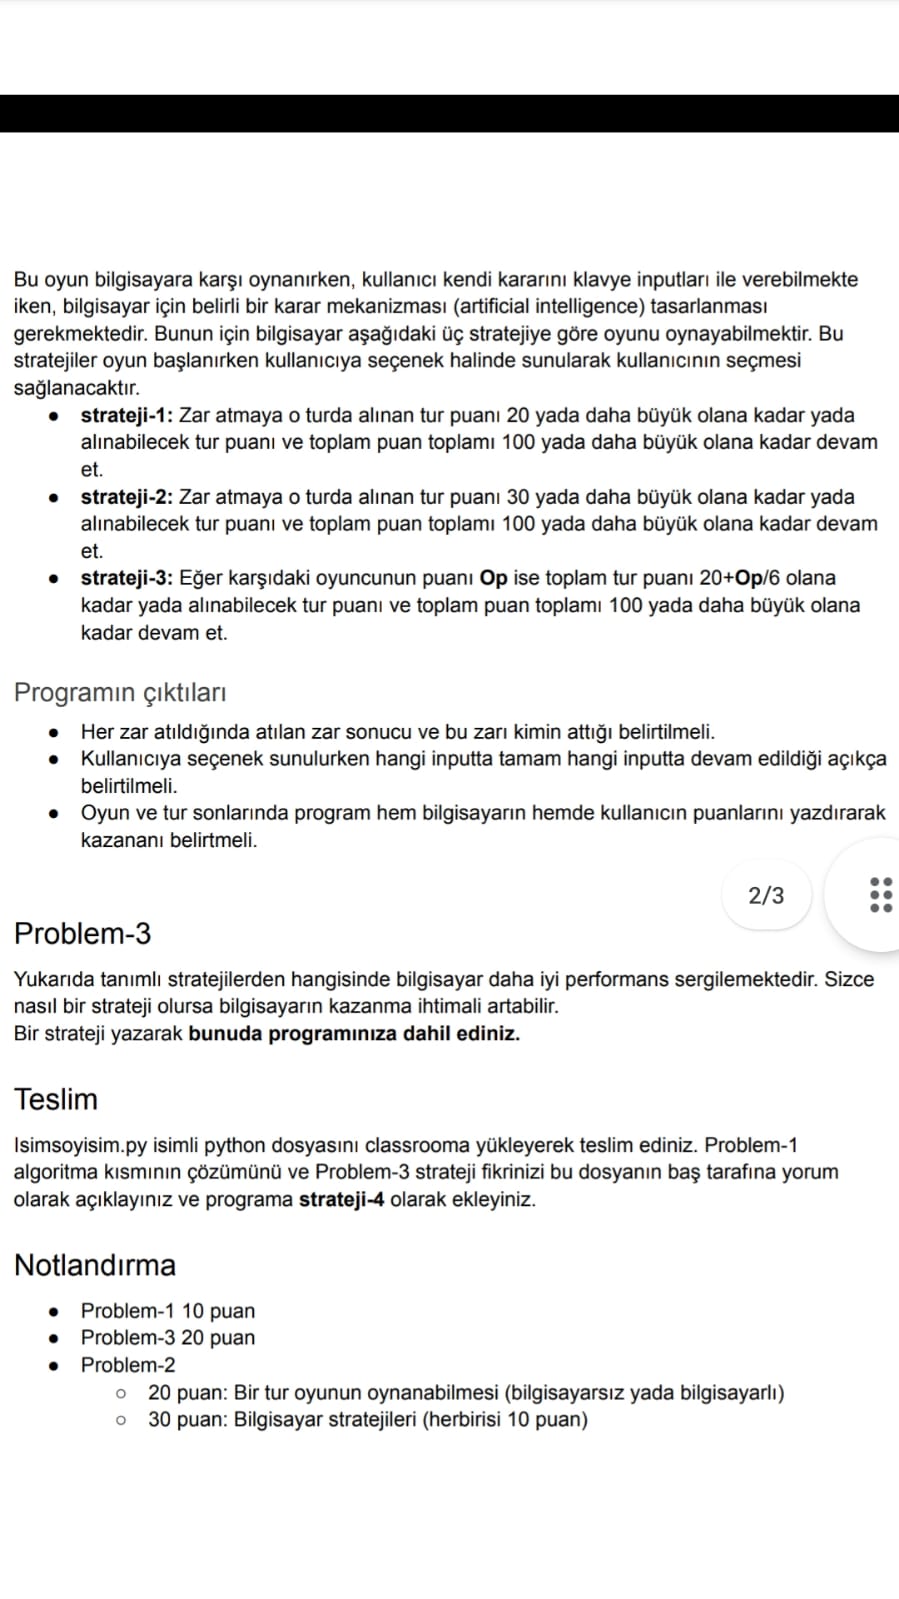 Bu oyun bilgisayara karşı oynanırken, kullanıcı kendi kararını klavye inputları ile verebilmekte
iken, bilgisayar için belirli bir karar mekanizması (artificial intelligence) tasarlanması
gerekmektedir. Bunun için bilgisayar aşağıdaki üç stratejiye göre oyunu oynayabilmektir. Bu
stratejiler oyun başlanırken kullanıcıya seçenek halinde sunularak kullanıcının seçmesi
sağlanacaktır.
● strateji-1: Zar atmaya o turda alınan tur puanı 20 yada daha büyük olana kadar yada
alınabilecek tur puanı ve toplam puan toplamı 100 yada daha büyük olana kadar devam
et.
● strateji-2: Zar atmaya o turda alınan tur puanı 30 yada daha büyük olana kadar yada
alınabilecek tur puanı ve toplam puan toplamı 100 yada daha büyük olana kadar devam
et.
● strateji-3: Eğer karşıdaki oyuncunun puanı Op ise toplam tur puanı 20+Op/6 olana
kadar yada alınabilecek tur puanı ve toplam puan toplamı 100 yada daha büyük olana
kadar devam et.
Programın çıktıları
● Her zar atıldığında atılan zar sonucu ve bu zarı kimin attığı belirtilmeli.
● Kullanıcıya seçenek sunulurken hangi inputta tamam hangi inputta devam edildiği açıkça
belirtilmeli.
● Oyun ve tur sonlarında program hem bilgisayarın hemde kullanıcın puanlarını yazdırarak
kazananı belirtmeli.
2/3
Problem-3
Yukarıda tanımlı stratejilerden hangisinde bilgisayar daha iyi performans sergilemektedir. Sizce
nasıl bir strateji olursa bilgisayarın kazanma ihtimali artabilir.
Bir strateji yazarak bunuda programınıza dahil ediniz.
Teslim
Isimsoyisim.py isimli python dosyasını classrooma yükleyerek teslim ediniz. Problem-1
algoritma kısmının çözümünü ve Problem-3 strateji fikrinizi bu dosyanın baş tarafına yorum
olarak açıklayınız ve programa strateji-4 olarak ekleyiniz.
Notlandırma
● Problem-1 10 puan
● Problem-3 20 puan
● Problem-2
○ 20 puan: Bir tur oyunun oynanabilmesi (bilgisayarsız yada bilgisayarlı)
○ 30 puan: Bilgisayar stratejileri (herbirisi 10 puan)